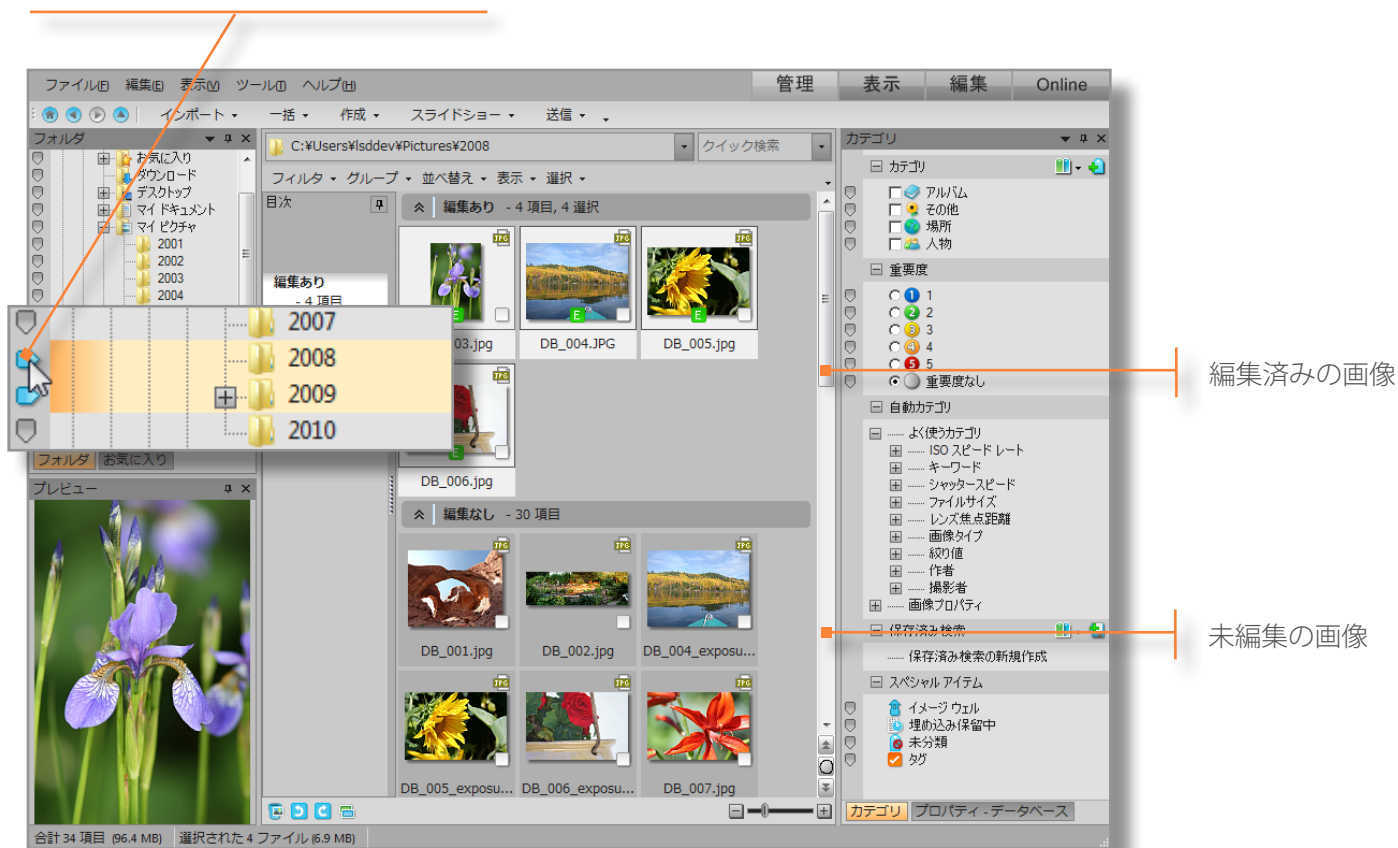 ファイル(F) 編集(E) 表示(V) ツール(T) ヘルプ(H)
管理 表示 編集 Online
インポート 一括 作成 スライドショー 送信
フォルダ
お気に入り
ダウンロード
デスクトップ
マイ ドキュメント
マイ ピクチャ
2001
2002
2003
2004
2007
2008
2009
2010
フォルダ お気に入り
プレビュー
C:¥Users¥lsddev¥Pictures¥2008
クイック検索
フィルタ グループ 並べ替え 表示 選択
目次
編集あり
- 4 項目
編集あり - 4 項目, 4 選択
JPG JPG JPG
E E E
03.jpg DB_004.JPG DB_005.jpg
JPG
E
DB_006.jpg
編集なし - 30 項目
JPG JPG JPG
DB_001.jpg DB_002.jpg DB_004_exposu...
JPG JPG JPG
DB_005_exposu... DB_006_exposu... DB_007.jpg
カテゴリ
カテゴリ
アルバム
その他
場所
人物
重要度
1 1
2 2
3 3
4 4
5 5
重要度なし
自動カテゴリ
よく使うカテゴリ
ISO スピード レート
キーワード
シャッタースピード
ファイルサイズ
レンズ焦点距離
画像タイプ
絞り値
作者
撮影者
画像プロパティ
保存済み検索
保存済み検索の新規作成
スペシャル アイテム
イメージ ウェル
埋め込み保留中
未分類
タグ
カテゴリ プロパティ - データベース
合計 34 項目 (96.4 MB) 選択された 4 ファイル (6.9 MB)
編集済みの画像
未編集の画像